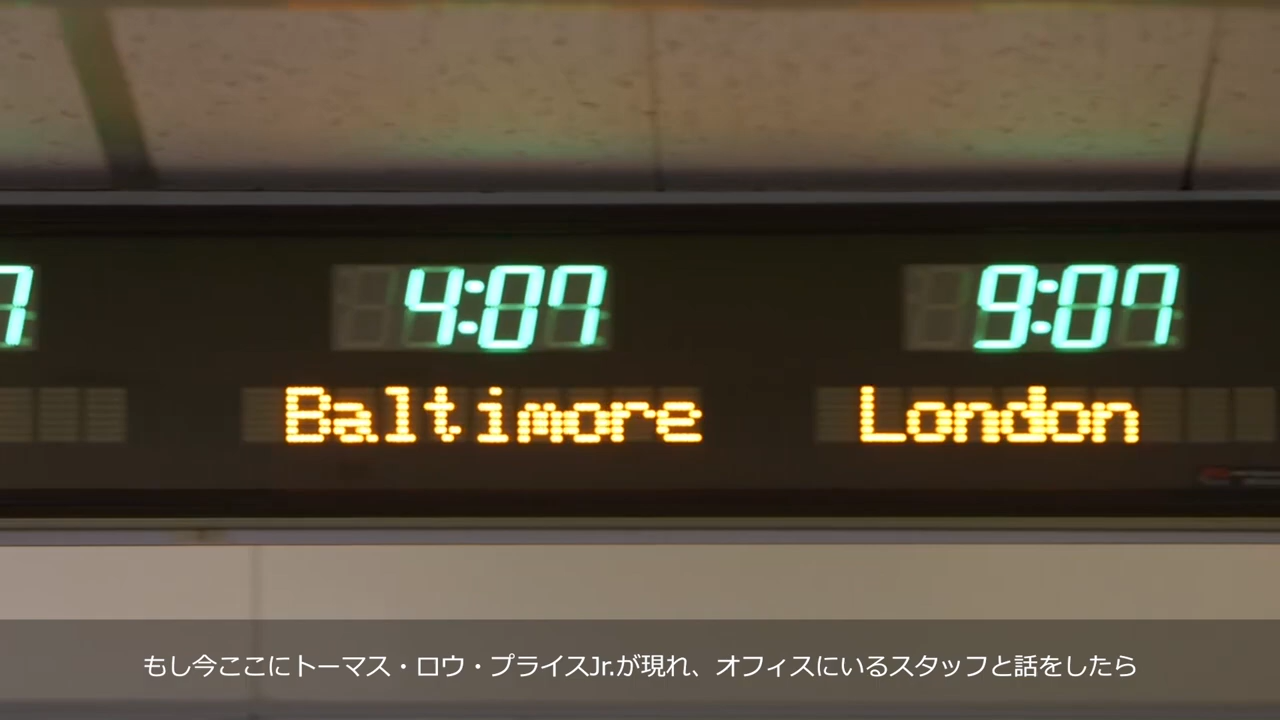 7
4:07
9:07
Baltimore
London
もし今ここにトーマス・ロウ・プライスJr.が現れ、オフィスにいるスタッフと話をしたら